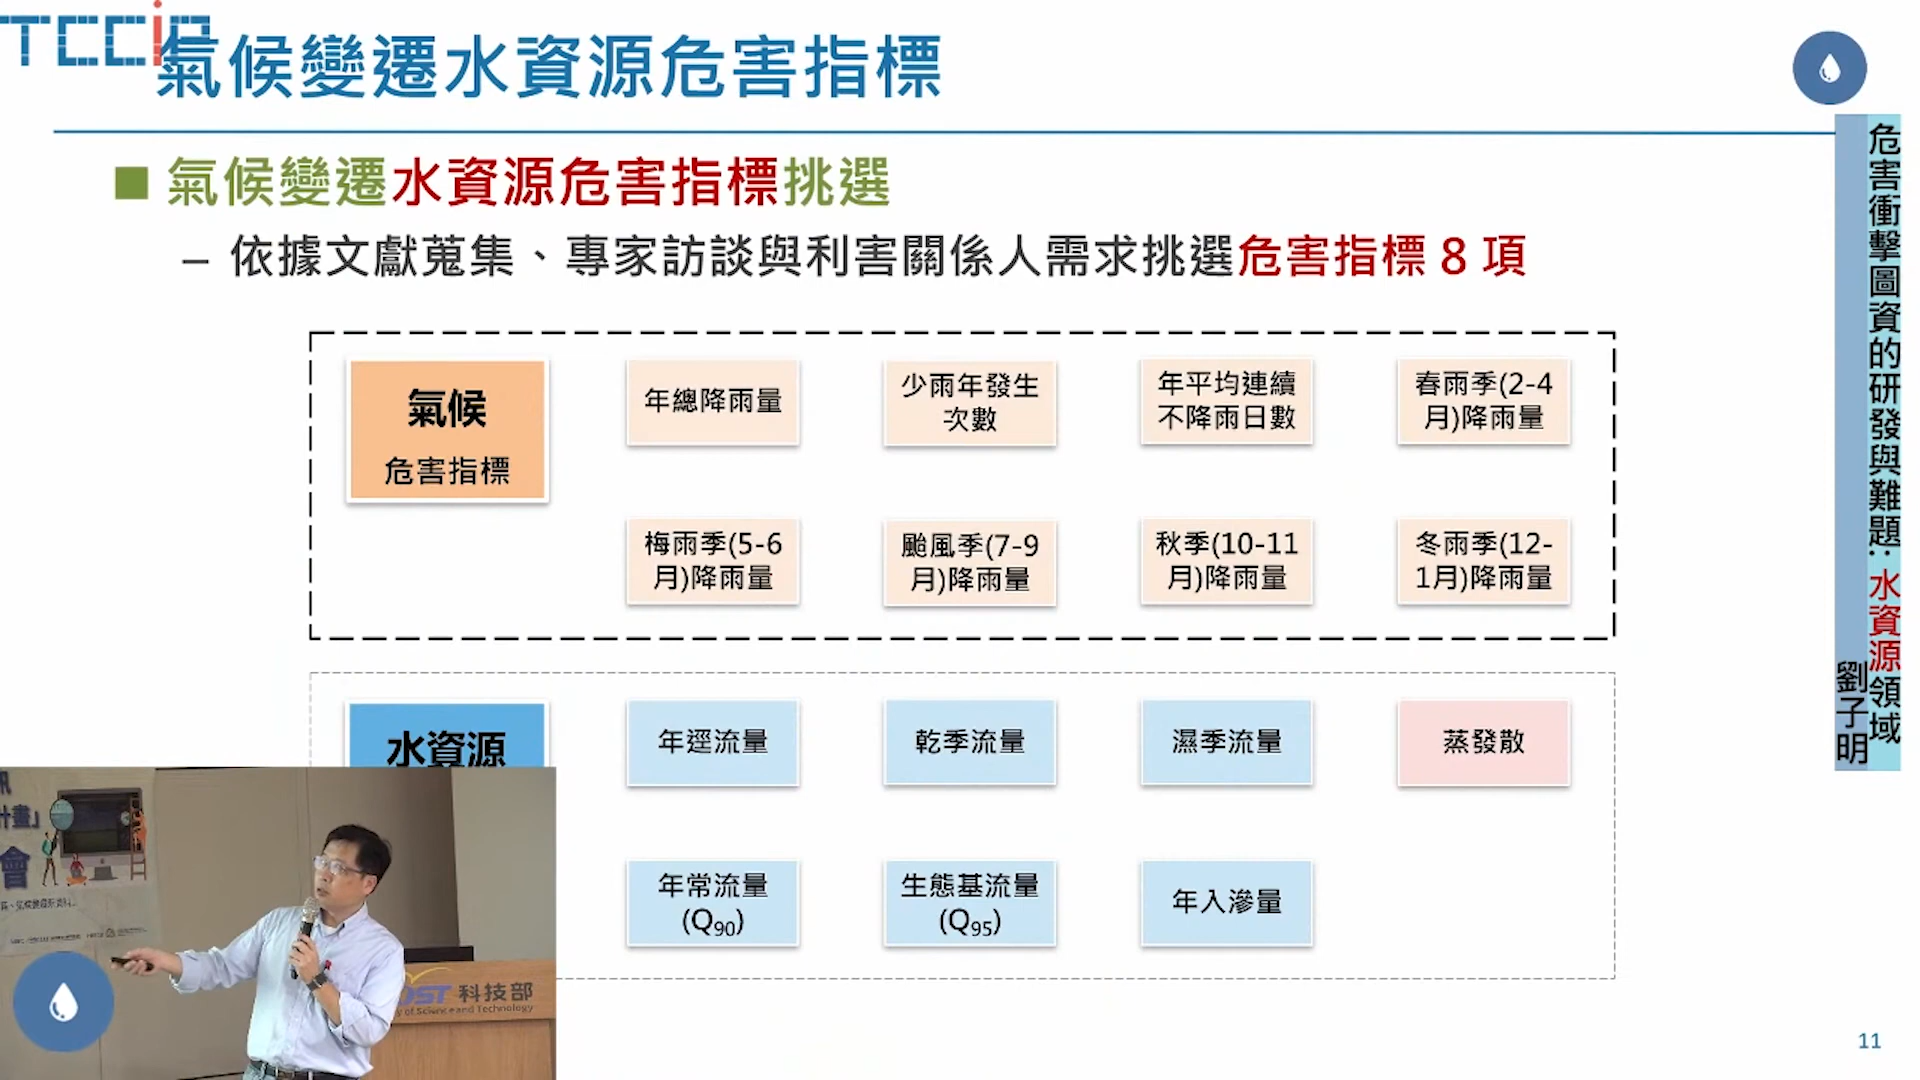 TCCiP
氣候變遷水資源危害指標
氣候變遷水資源危害指標挑選
– 依據文獻蒐集、專家訪談與利害關係人需求挑選危害指標 8 項
氣候
危害指標
年總降雨量
少雨年發生
次數
年平均連續
不降雨日數
春雨季(2-4
月)降雨量
梅雨季(5-6
月)降雨量
颱風季(7-9
月)降雨量
秋季(10-11
月)降雨量
冬雨季(12-
1月)降雨量
水資源
年逕流量
乾季流量
濕季流量
蒸發散
年常流量
(Q90)
生態基流量
(Q95)
年入滲量
危害衝擊圖資的研發與難題:水資源領域
劉子明
計畫」
會
科技部
of Science and Technology
11